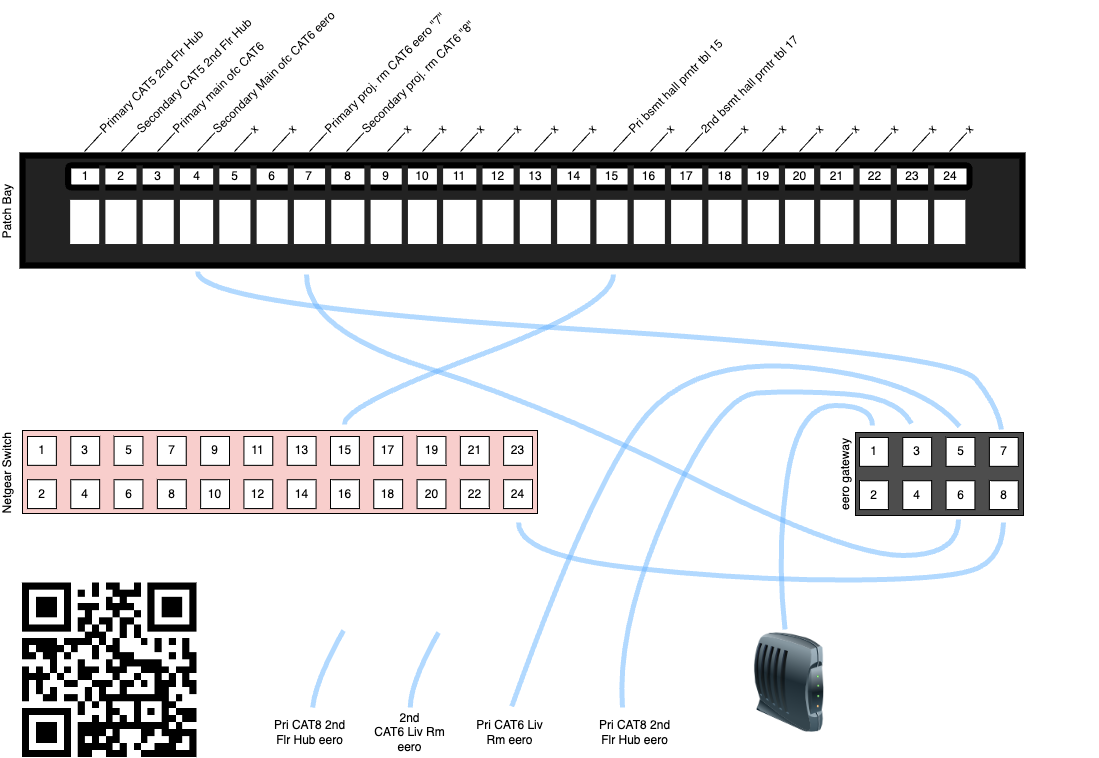 Primary CAT5 2nd Flr Hub
Secondary CAT5 2nd Flr Hub
Primary main ofc CAT6
Secondary Main ofc CAT6 eero
x
x
Primary proj. rm CAT6 eero "7"
Secondary proj. rm CAT6 "8"
x
x
x
x
x
x
Pri bsmt hall prntr tbl 15
x
2nd bsmt hall prntr tbl 17
x
x
x
x
x
x
x
Patch Bay
1 2 3 4 5 6 7 8 9 10 11 12 13 14 15 16 17 18 19 20 21 22 23 24
Netgear Switch
1 3 5 7 9 11 13 15 17 19 21 23
2 4 6 8 10 12 14 16 18 20 22 24
eero gateway
1 3 5 7
2 4 6 8
Pri CAT8 2nd
Flr Hub eero
2nd
CAT6 Liv Rm
eero
Pri CAT6 Liv
Rm eero
Pri CAT8 2nd
Flr Hub eero